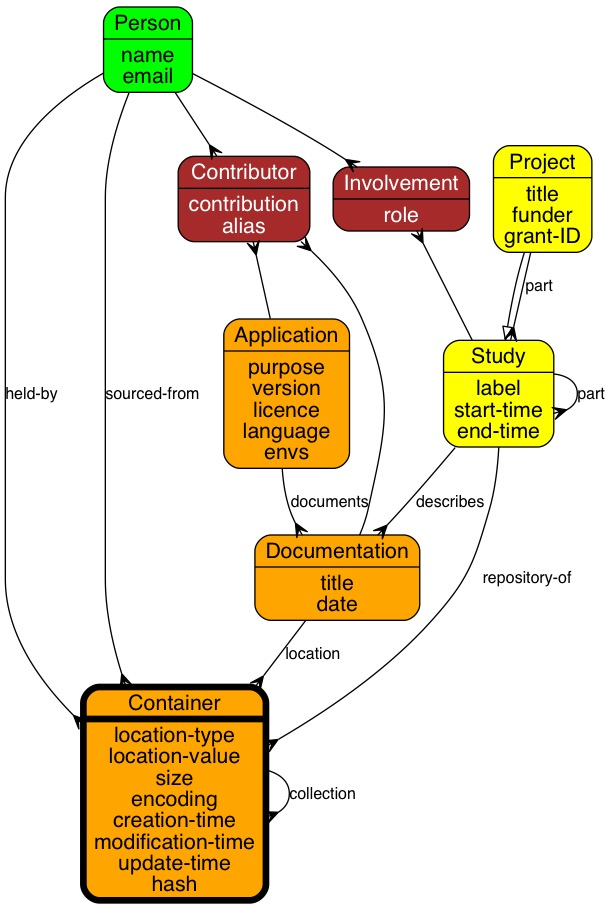 Person
name
email
Contributor
contribution
alias
Involvement
role
Project
title
funder
grant-ID
part
Application
purpose
version
licence
language
envs
Study
label
start-time
end-time
part
held-by
sourced-from
documents
describes
Documentation
title
date
repository-of
location
Container
location-type
location-value
size
encoding
creation-time
modification-time
update-time
hash
collection